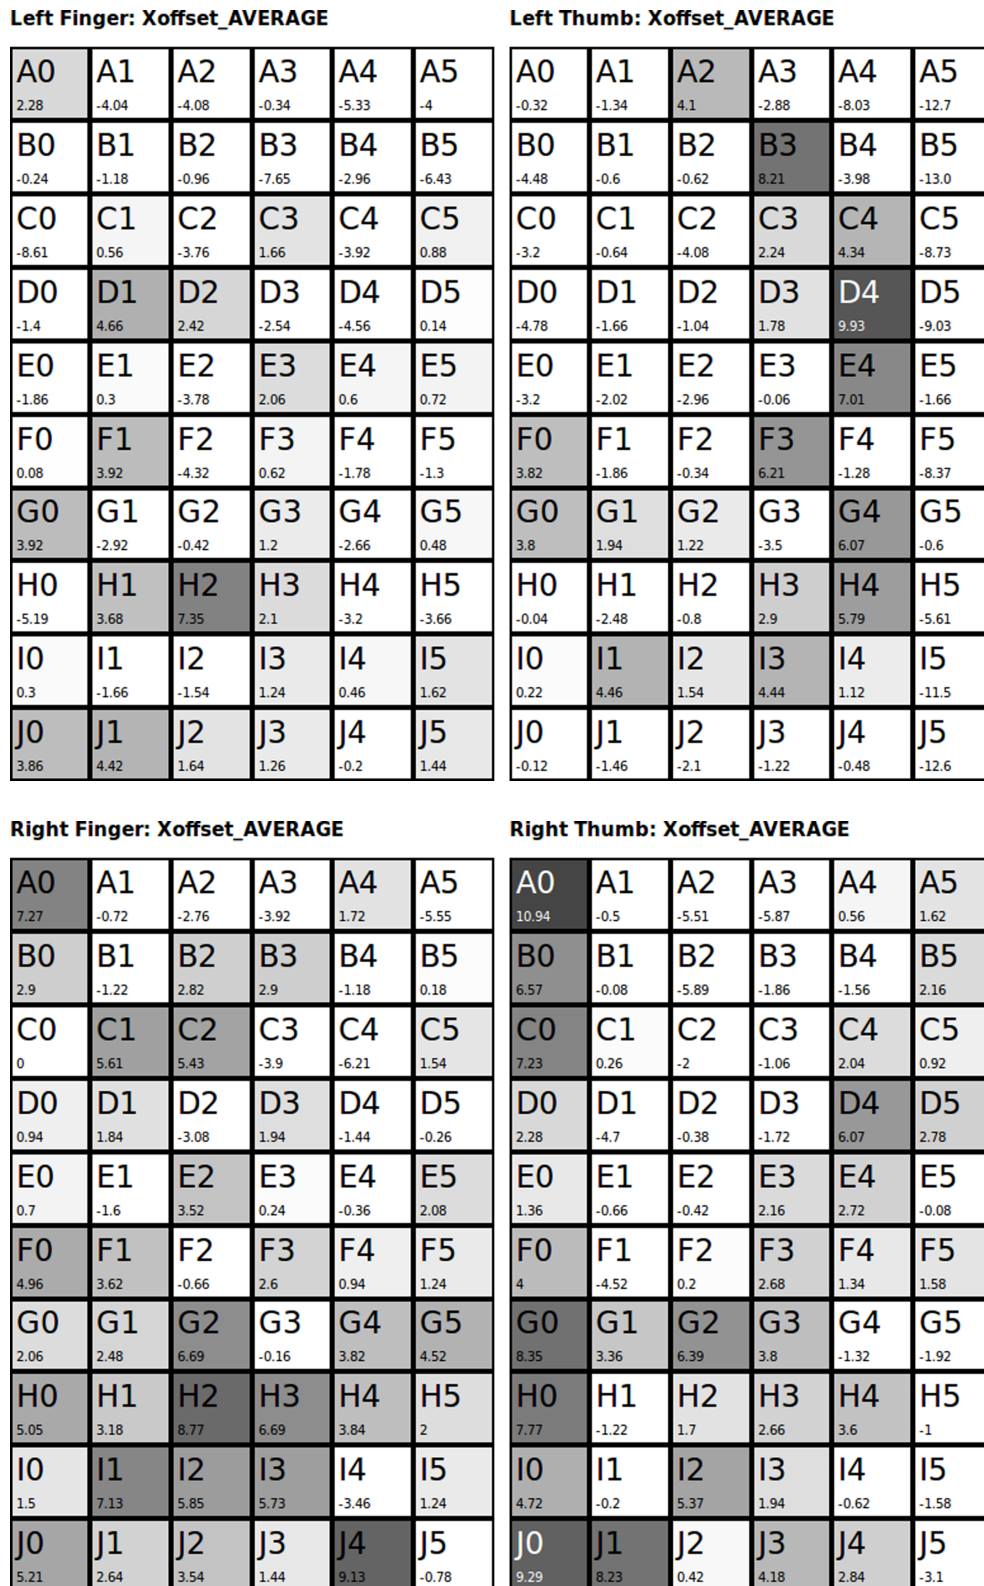 Left Finger: Xoffset_AVERAGE Left Thumb: Xoffset_AVERAGE
A0 A1 A2 A3 A4 A5 A0 A1 A2 A3 A4 A5
2.28 -4.04 -4.08 -0.34 -5.33 -4 -0.32 -1.34 4.1 -2.88 -8.03 -12.7
B0 B1 B2 B3 B4 B5 B0 B1 B2 B3 B4 B5
-0.24 -1.18 -0.96 -7.65 -2.96 -6.43 -4.48 -0.6 -0.62 8.21 -3.98 -13.0
C0 C1 C2 C3 C4 C5 C0 C1 C2 C3 C4 C5
-8.61 0.56 -3.76 1.66 -3.92 0.88 -3.2 -0.64 -4.08 2.24 4.34 -8.73
D0 D1 D2 D3 D4 D5 D0 D1 D2 D3 D4 D5
-1.4 4.66 2.42 -2.54 -4.56 0.14 -4.78 -1.66 -1.04 1.78 9.93 -9.03
E0 E1 E2 E3 E4 E5 E0 E1 E2 E3 E4 E5
-1.86 0.3 -3.78 2.06 0.6 0.72 -3.2 -2.02 -2.96 -0.06 7.01 -1.66
F0 F1 F2 F3 F4 F5 F0 F1 F2 F3 F4 F5
0.08 3.92 -4.32 0.62 -1.78 -1.3 3.82 -1.86 -0.34 6.21 -1.28 -8.37
G0 G1 G2 G3 G4 G5 G0 G1 G2 G3 G4 G5
3.92 -2.92 -0.42 1.2 -2.66 0.48 3.8 1.94 1.22 -3.5 6.07 -0.6
H0 H1 H2 H3 H4 H5 H0 H1 H2 H3 H4 H5
-5.19 3.68 7.35 2.1 -3.2 -3.66 -0.04 -2.48 -0.8 2.9 5.79 -5.61
I0 I1 I2 I3 I4 I5 I0 I1 I2 I3 I4 I5
0.3 -1.66 -1.54 1.24 0.46 1.62 0.22 4.46 1.54 4.44 1.12 -11.5
J0 J1 J2 J3 J4 J5 J0 J1 J2 J3 J4 J5
3.86 4.42 1.64 1.26 -0.2 1.44 -0.12 -1.46 -2.1 -1.22 -0.48 -12.6
Right Finger: Xoffset_AVERAGE Right Thumb: Xoffset_AVERAGE
A0 A1 A2 A3 A4 A5 A0 A1 A2 A3 A4 A5
7.27 -0.72 -2.76 -3.92 1.72 -5.55 10.94 -0.5 -5.51 -5.87 0.56 1.62
B0 B1 B2 B3 B4 B5 B0 B1 B2 B3 B4 B5
2.9 -1.22 2.82 2.9 -1.18 0.18 6.57 -0.08 -5.89 -1.86 -1.56 2.16
C0 C1 C2 C3 C4 C5 C0 C1 C2 C3 C4 C5
0 5.61 5.43 -3.9 -6.21 1.54 7.23 0.26 -2 -1.06 2.04 0.92
D0 D1 D2 D3 D4 D5 D0 D1 D2 D3 D4 D5
0.94 1.84 -3.08 1.94 -1.44 -0.26 2.28 -4.7 -0.38 -1.72 6.07 2.78
E0 E1 E2 E3 E4 E5 E0 E1 E2 E3 E4 E5
0.7 -1.6 3.52 0.24 -0.36 2.08 1.36 -0.66 -0.42 2.16 2.72 -0.08
F0 F1 F2 F3 F4 F5 F0 F1 F2 F3 F4 F5
4.96 3.62 -0.66 2.6 0.94 1.24 4 -4.52 0.2 2.68 1.34 1.58
G0 G1 G2 G3 G4 G5 G0 G1 G2 G3 G4 G5
2.06 2.48 6.69 -0.16 3.82 4.52 8.35 3.36 6.39 3.8 -1.32 -1.92
H0 H1 H2 H3 H4 H5 H0 H1 H2 H3 H4 H5
5.05 3.18 8.77 6.69 3.84 2 7.77 -1.22 1.7 2.66 3.6 -1
I0 I1 I2 I3 I4 I5 I0 I1 I2 I3 I4 I5
1.5 7.13 5.85 5.73 -3.46 1.24 4.72 -0.2 5.37 1.94 -0.62 -1.58
J0 J1 J2 J3 J4 J5 J0 J1 J2 J3 J4 J5
5.21 2.64 3.54 1.44 9.13 -0.78 9.29 8.23 0.42 4.18 2.84 -3.1